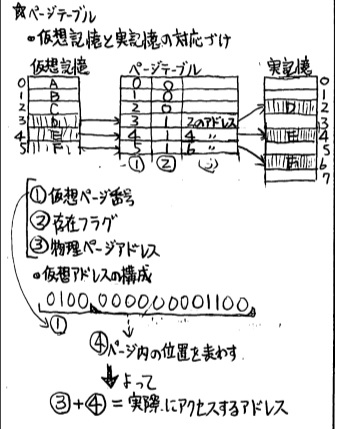 ☆ページテーブル
・仮想記憶と実記憶の対応づけ
仮想記憶 ページテーブル 実記憶
0 A 0 0 0
1 B 1 0 1
2 C 2 0 2 D
3 D 3 1 2のアドレス 3
4 E 4 1 4 〃 4 E
5 F 5 1 6 〃 5
① ② 6 F
7
①仮想ページ番号
②存在フラグ
③物理ページアドレス
・仮想アドレスの構成
0100 000000001100
①
④ページ内の位置を表わす
よって
③+④=実際にアクセスするアドレス